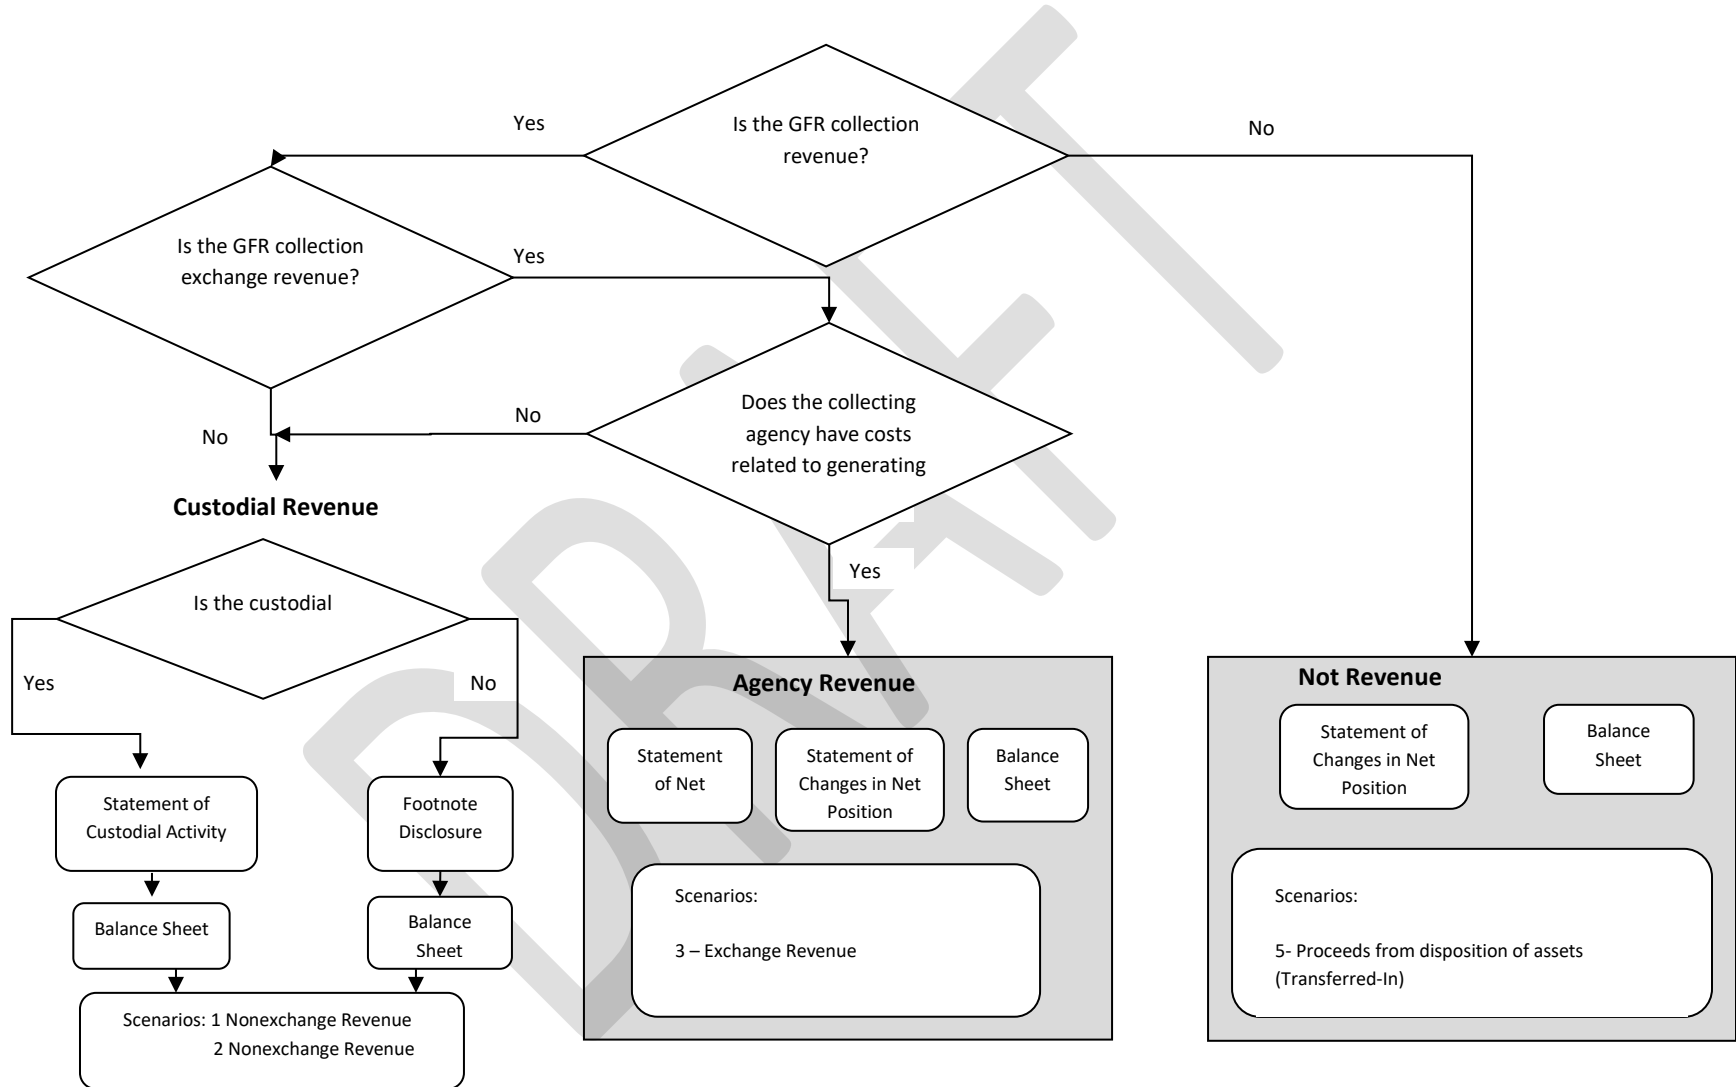 Yes
Is the GFR collection
revenue?
No
Is the GFR collection
exchange revenue?
Yes
Does the collecting
agency have costs
related to generating
No
No
Custodial Revenue
Yes
Is the custodial
Yes
No
Agency Revenue
Not Revenue
Statement
of Net
Statement of
Changes in Net
Position
Balance
Sheet
Statement of
Changes in Net
Position
Balance
Sheet
Statement of
Custodial Activity
Footnote
Disclosure
Balance Sheet
Balance
Sheet
Scenarios:
3 – Exchange Revenue
Scenarios:
5- Proceeds from disposition of assets
(Transferred-In)
Scenarios: 1 Nonexchange Revenue
2 Nonexchange Revenue
DRAFT